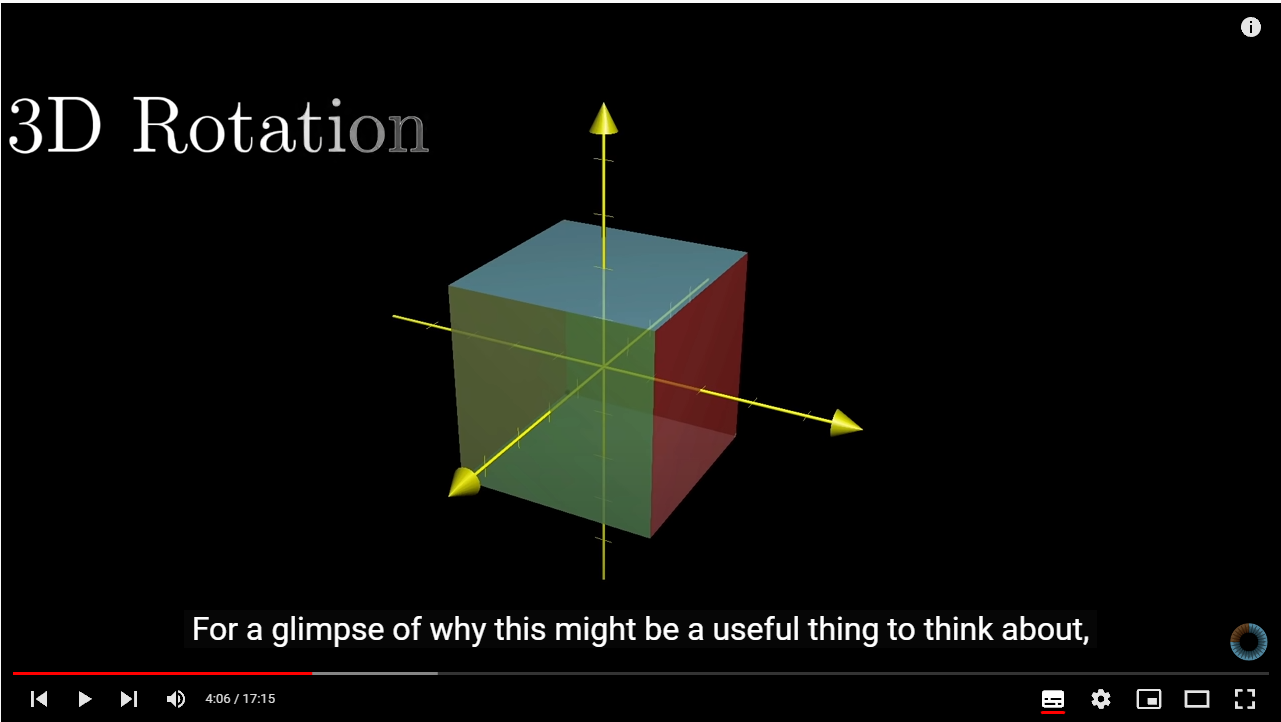 3D Rotation
For a glimpse of why this might be a useful thing to think about,
4:06 / 17:15